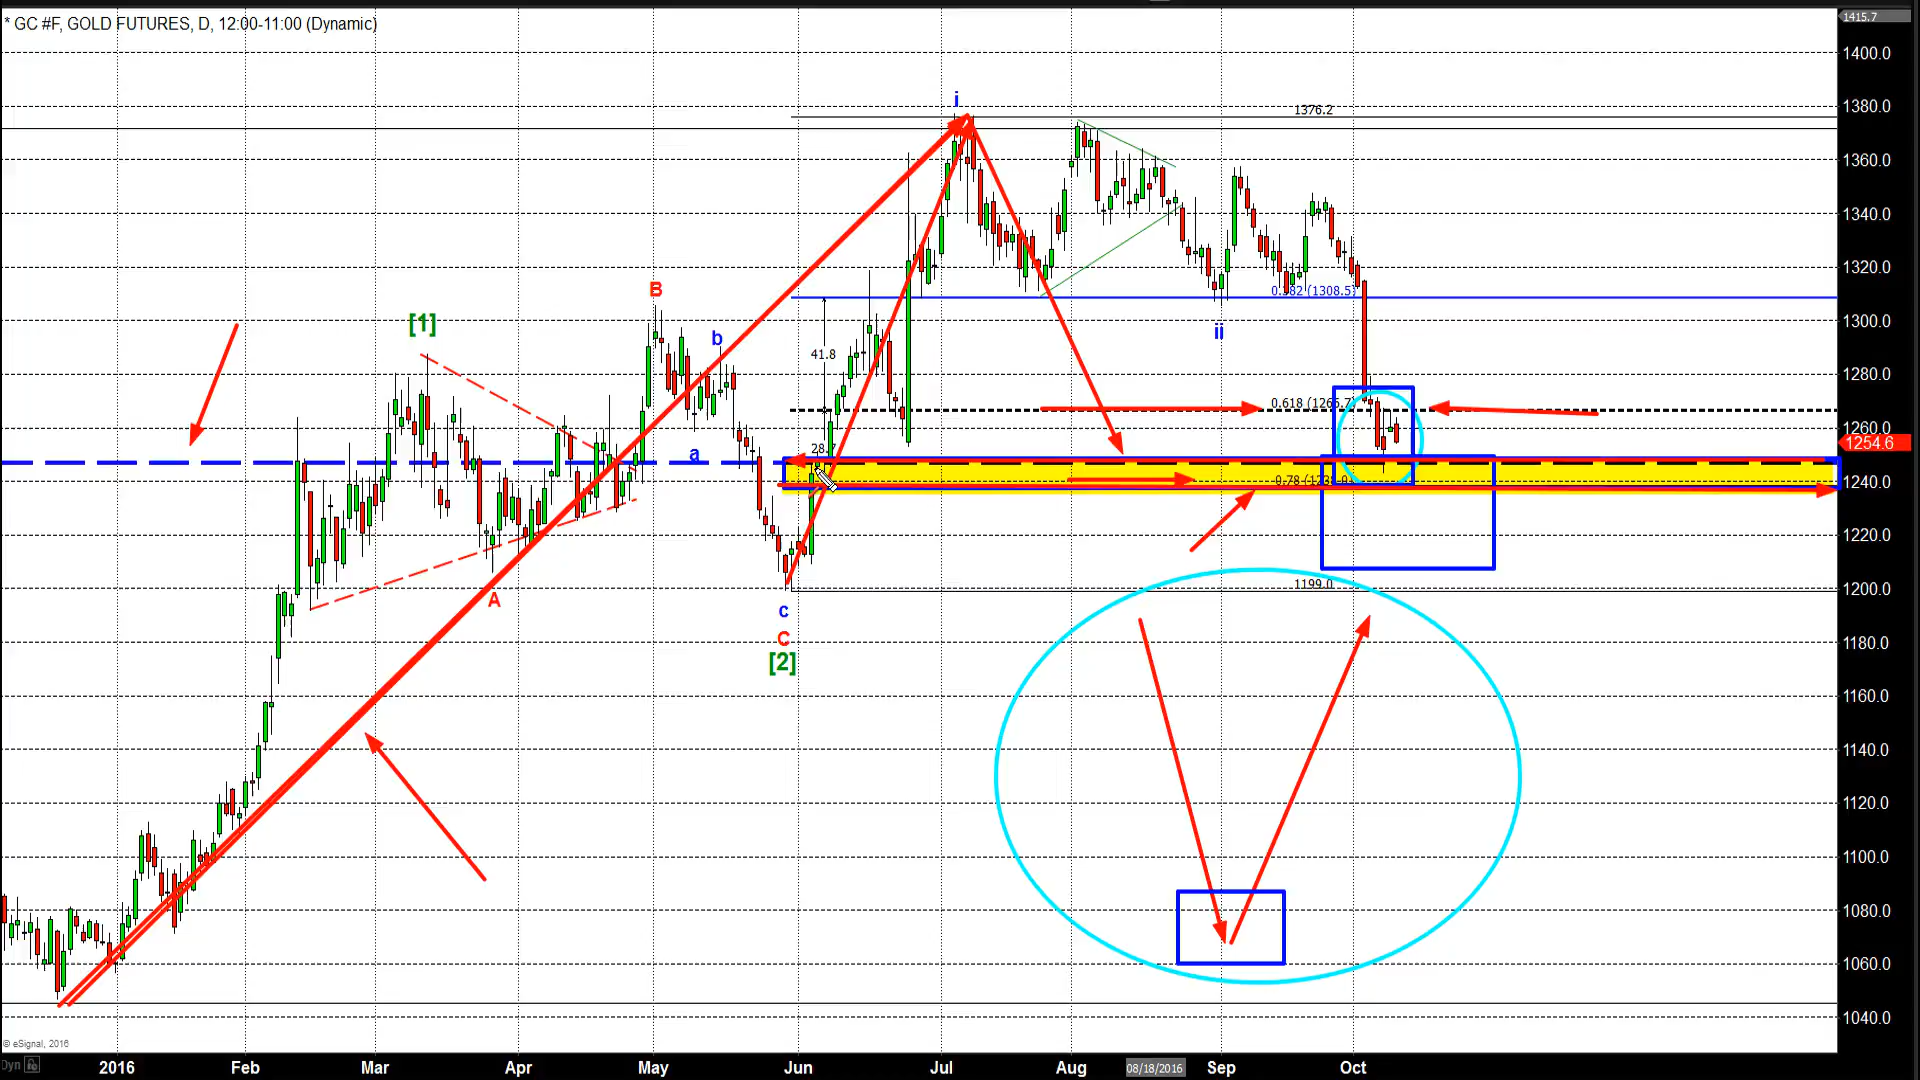 * GC #F, GOLD FUTURES, D, 12:00-11:00 (Dynamic)
1415.7
1400.0
1380.0
1360.0
1340.0
1320.0
1300.0
1280.0
1260.0
1254.6
1240.0
1220.0
1200.0
1180.0
1160.0
1140.0
1120.0
1100.0
1080.0
1060.0
1040.0
i
1376.2
0.382 (1308.5)
B
[1]
b
ii
41.8
0.618
a
0.78
A
1199.0
c
C
[2]
© eSignal, 2016
Dyn
2016 Feb Mar Apr May Jun Jul Aug 08/18/2016 Sep Oct